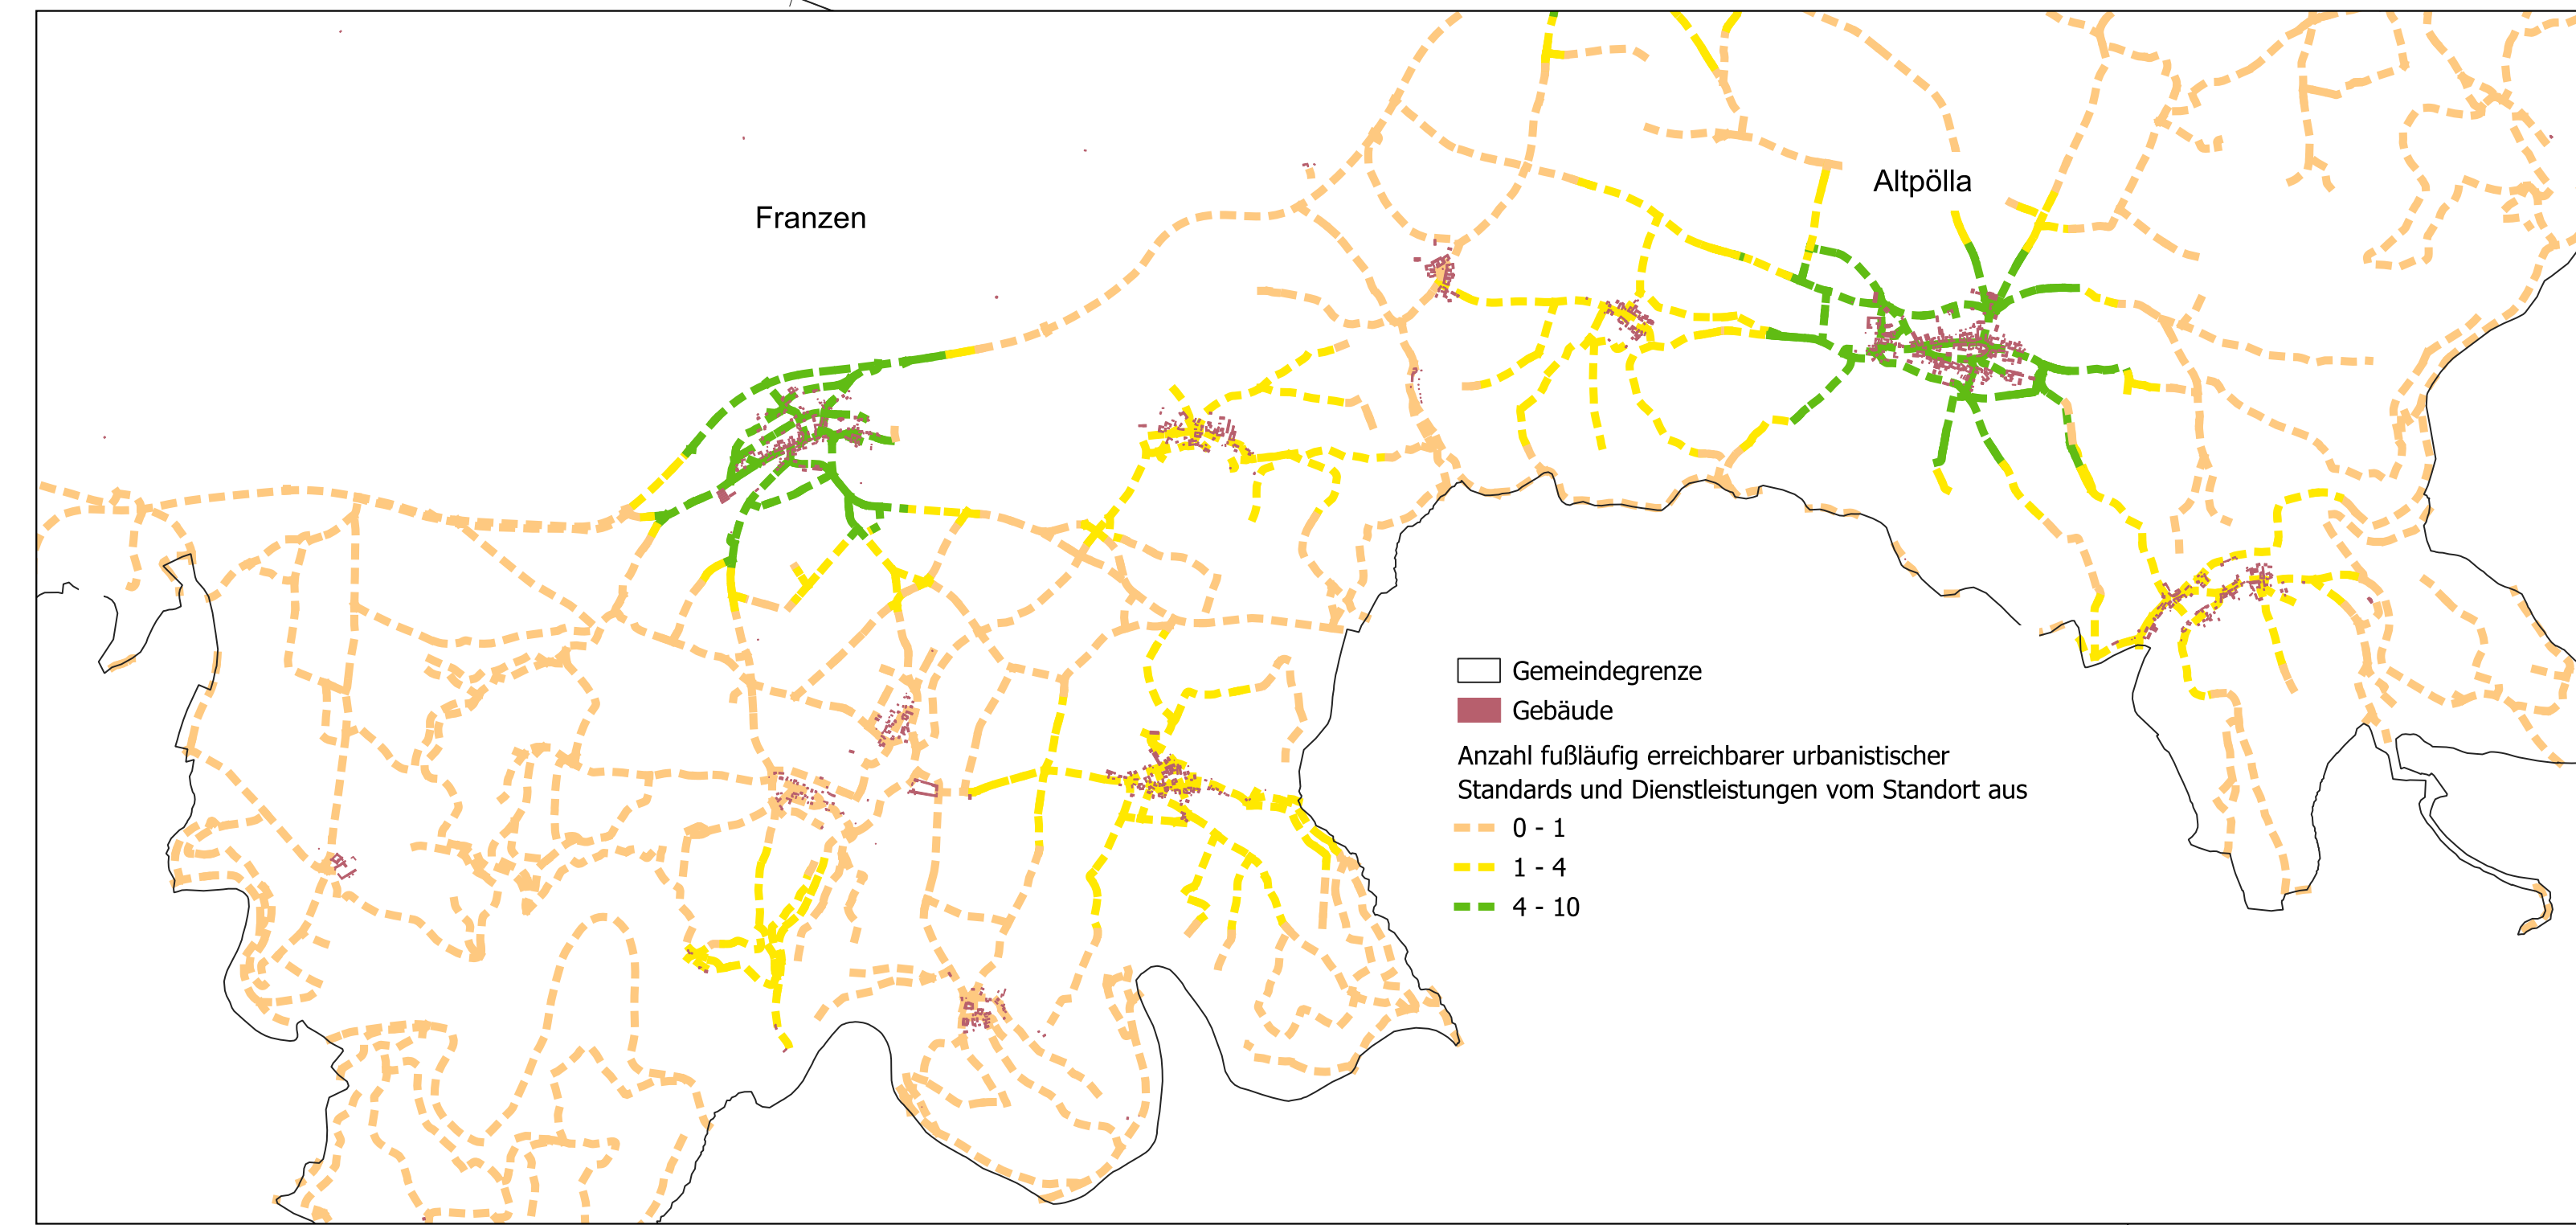 Altpölla
Franzen
Gemeindegrenze
Gebäude
Anzahl fußläufig erreichbarer urbanistischer
Standards und Dienstleistungen vom Standort aus
0 - 1
1 - 4
4 - 10